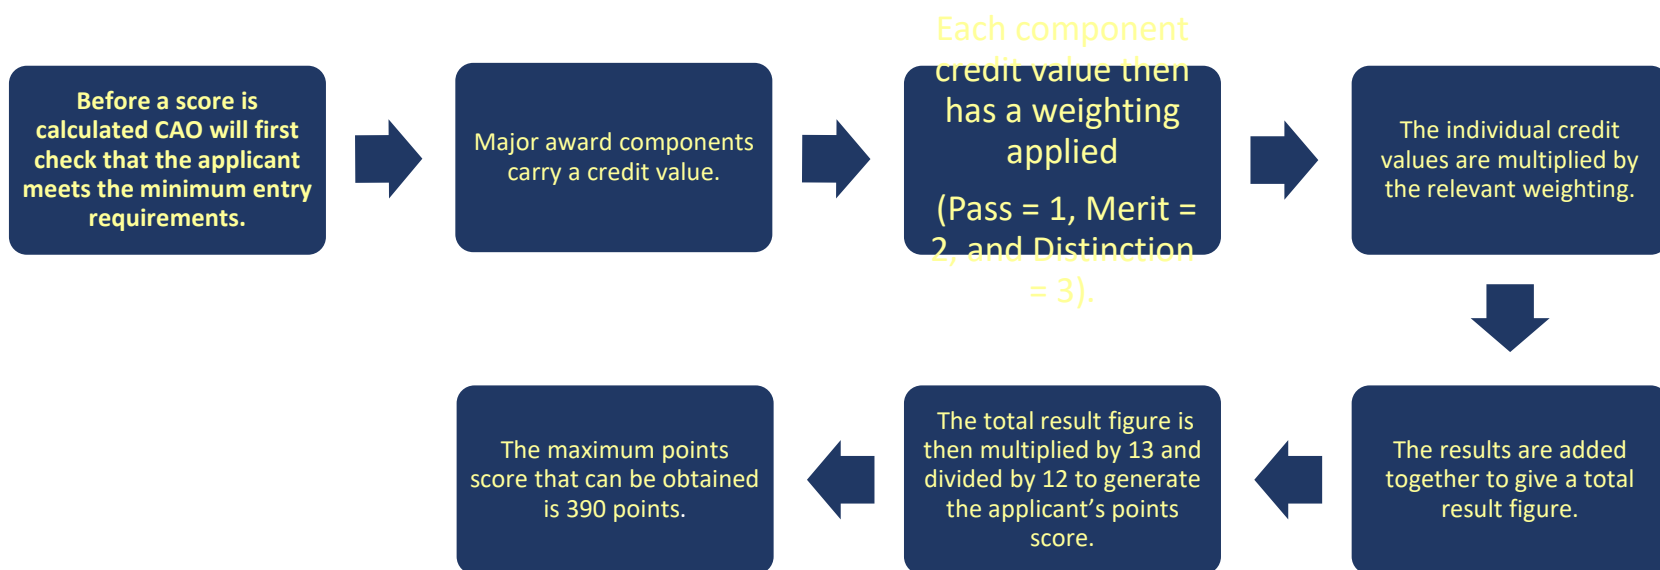 Before a score is
calculated CAO will first
check that the applicant
meets the minimum entry
requirements.
Major award components
carry a credit value.
Each component
credit value then
has a weighting
applied
(Pass = 1, Merit =
2, and Distinction
= 3).
The individual credit
values are multiplied by
the relevant weighting.
The results are added
together to give a total
result figure.
The total result figure is
then multiplied by 13 and
divided by 12 to generate
the applicant’s points
score.
The maximum points
score that can be obtained
is 390 points.